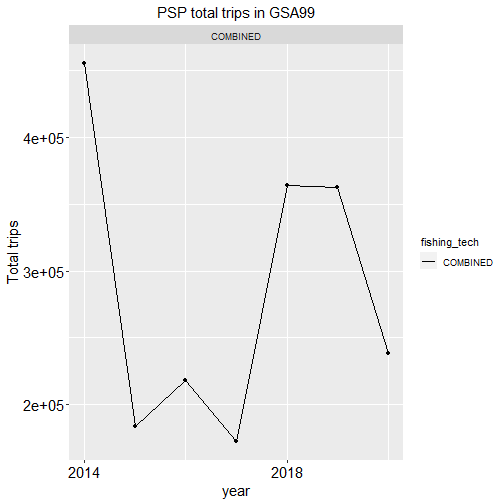 PSP total trips in GSA99
COMBINED
4e+05
3e+05
2e+05
Total trips
2014
2018
year
fishing_tech
COMBINED